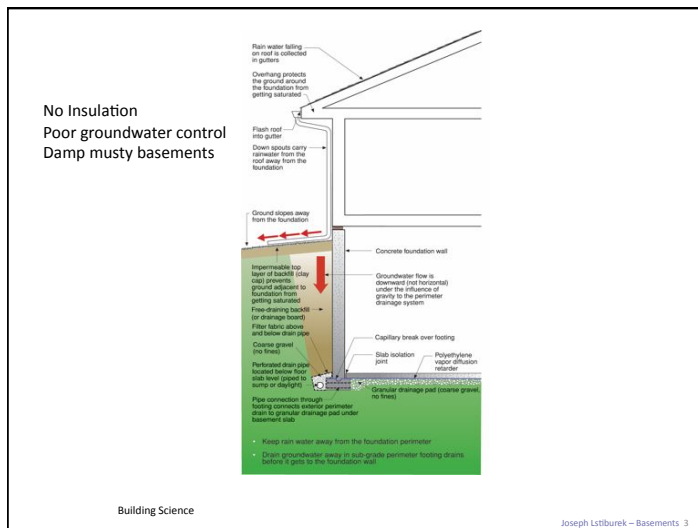 No Insulation
Poor groundwater control
Damp musty basements
Rain water falling
on roof is collected
in gutters
Overhang protects
the ground around
the foundation from
getting saturated
Flash roof
into gutter
Down spouts carry
rainwater from the
roof away from the
foundation
Ground slopes away
from the foundation
Concrete foundation wall
Impermeable top
layer of backfill (clay
cap) prevents
ground adjacent to
foundation from
getting saturated
Groundwater flow is
downward (not horizontal)
under the influence of
gravity to the perimeter
drainage system
Free-draining backfill
(or drainage board)
Filter fabric above
and below drain pipe
Capillary break over footing
Coarse gravel
(no fines)
Slab isolation
joint
Polyethylene
vapor diffusion
retarder
Perforated drain pipe
located below floor
slab level (piped to
sump or daylight)
Granular drainage pad (coarse gravel,
no fines)
Pipe connection through
footing connects exterior perimeter
drain to granular drainage pad under
basement slab
• Keep rain water away from the foundation perimeter
• Drain groundwater away in sub-grade perimeter footing drains
before it gets to the foundation wall
Building Science
Joseph Lstiburek – Basements 3